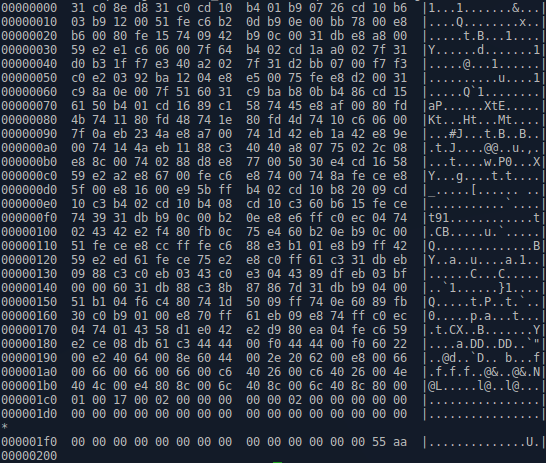 00000000  31 c0 8e d8 31 c0 cd 10  b4 01 b9 07 26 cd 10 b6  |1...1.......&...|
00000010  03 b9 12 00 51 fe c6 b2  0d b9 0e 00 bb 78 00 e8  |....Q........x..|
00000020  b6 00 80 fe 15 74 09 42  b9 0c 00 31 db e8 a8 00  |.....t.B...1....|
00000030  59 e2 e1 c6 06 00 7f 64  b4 02 cd 1a a0 02 7f 31  |Y......d.......1|
00000040  d0 b3 1f f7 e3 40 a2 02  7f 31 d2 bb 07 00 f7 f3  |.....@...1......|
00000050  c0 e2 03 92 ba 12 04 e8  e5 00 75 fe e8 d2 00 31  |..........u....1|
00000060  c9 8a 0e 00 7f 51 60 31  c9 ba b8 0b b4 86 cd 15  |.....Q`1........|
00000070  61 50 b4 01 cd 16 89 c1  58 74 45 e8 af 00 80 fd  |aP......XtE.....|
00000080  4b 74 11 80 fd 48 74 1e  80 fd 4d 74 10 c6 06 00  |Kt...Ht...Mt....|
00000090  7f 0a eb 23 4a e8 a7 00  74 1d 42 eb 1a 42 e8 9e  |...#J...t.B..B..|
000000a0  00 74 14 4a eb 11 88 c3  40 40 a8 07 75 02 2c 08  |.t.J....@@..u.,.|
000000b0  e8 8c 00 74 02 88 d8 e8  77 00 50 30 e4 cd 16 58  |...t....w.P0...X|
000000c0  59 e2 a2 e8 67 00 fe c6  e8 74 00 74 8a fe ce e8  |Y...g....t.t....|
000000d0  5f 00 e8 16 00 e9 5b ff  b4 02 cd 10 b8 20 09 cd  |_.....[...... ..|
000000e0  10 c3 b4 02 cd 10 b4 08  cd 10 c3 60 b6 15 fe ce  |...........`....|
000000f0  74 39 31 db b9 0c 00 b2  0e e8 e6 ff c0 ec 04 74  |t91............t|
00000100  02 43 42 e2 f4 80 fb 0c  75 e4 60 b2 0e b9 0c 00  |.CB.....u.`.....|
00000110  51 fe ce e8 cc ff fe c6  88 e3 b1 01 e8 b9 ff 42  |Q..............B|
00000120  59 e2 ed 61 fe ce 75 e2  e8 c0 ff 61 c3 31 db eb  |Y..a..u....a.1..|
00000130  09 88 c3 c0 eb 03 43 c0  e3 04 43 89 df eb 03 bf  |......C...C.....|
00000140  00 00 60 31 db 88 c3 8b  87 86 7d 31 db b9 04 00  |..`1......}1....|
00000150  51 b1 04 f6 c4 80 74 1d  50 09 ff 74 0e 60 89 fb  |Q.....t.P..t.`..|
00000160  30 c0 b9 01 00 e8 70 ff  61 eb 09 e8 74 ff c0 ec  |0.....p.a...t...|
00000170  04 74 01 43 58 d1 e0 42  e2 d9 80 ea 04 fe c6 59  |.t.CX..B.......Y|
00000180  e2 ce 08 db 61 c3 44 44  00 f0 44 44 00 f0 60 22  |....a.DD..DD..`"|
00000190  00 e2 40 64 00 8e 60 44  00 2e 20 62 00 e8 00 66  |..@d..`D.. b...f|
000001a0  00 66 00 66 00 66 00 c6  40 26 00 c6 40 26 00 4e  |.f.f.f..@&..@&.N|
000001b0  40 4c 00 e4 80 8c 00 6c  40 8c 00 6c 40 8c 80 00  |@L.....l@..l@...|
000001c0  01 00 17 00 02 00 00 00  00 00 02 00 00 00 00 00  |................|
000001d0  00 00 00 00 00 00 00 00  00 00 00 00 00 00 00 00  |................|
*
000001f0  00 00 00 00 00 00 00 00  00 00 00 00 00 00 55 aa  |..............U.|
00000200